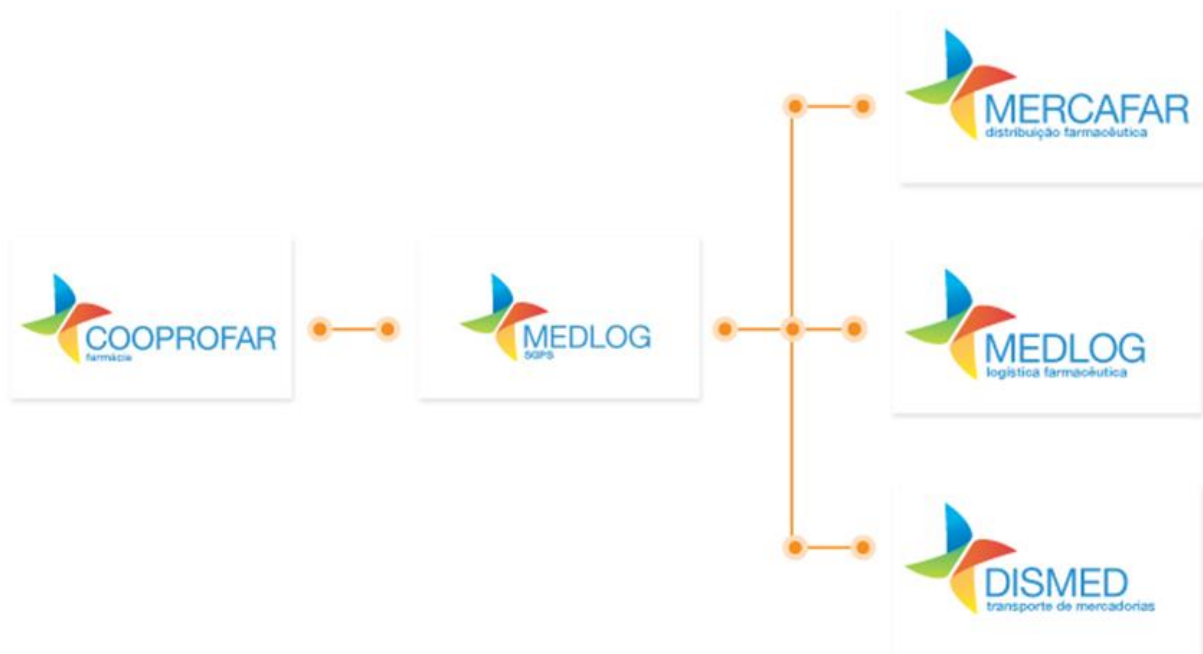 COOPROFAR
farmácia
MEDLOG
SGPS
MERCAFAR
distribuição farmacêutica
MEDLOG
logística farmacêutica
DISMED
transporte de mercadorias